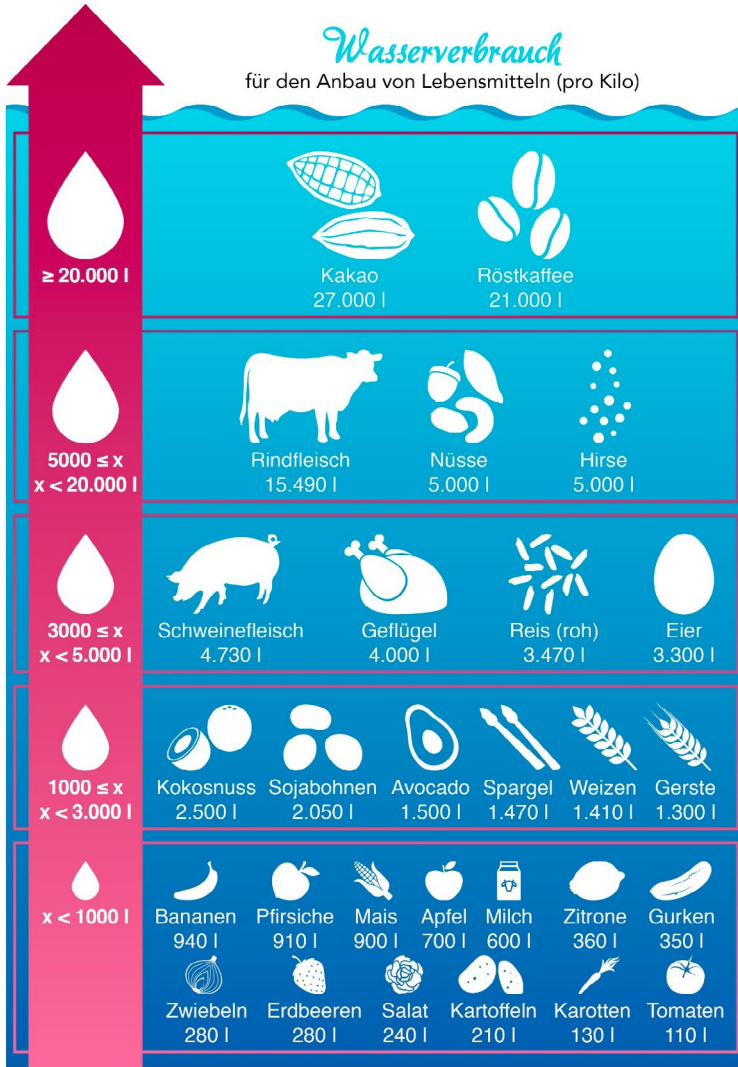 Wasserverbrauch
für den Anbau von Lebensmitteln (pro Kilo)
≥ 20.000 l
Kakao Röstkaffee
27.000 l 21.000 l
5000 ≤ x
x < 20.000 l
Rindfleisch Nüsse Hirse
15.490 l 5.000 l 5.000 l
3000 ≤ x
x < 5.000 l
Schweinefleisch Geflügel Reis (roh) Eier
4.730 l 4.000 l 3.470 l 3.300 l
1000 ≤ x
x < 3.000 l
Kokosnuss Sojabohnen Avocado Spargel Weizen Gerste
2.500 l 2.050 l 1.500 l 1.470 l 1.410 l 1.300 l
x < 1000 l
Bananen Pfirsiche Mais Apfel Milch Zitrone Gurken
940 l 910 l 900 l 700 l 600 l 360 l 350 l
Zwiebeln Erdbeeren Salat Kartoffeln Karotten Tomaten
280 l 280 l 240 l 210 l 130 l 110 l